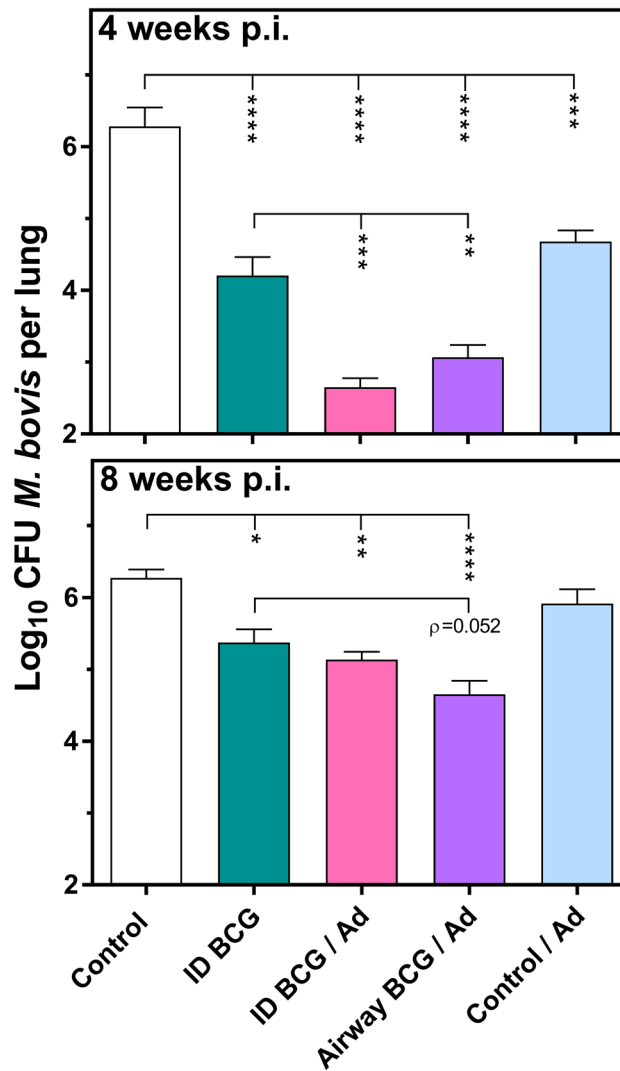 4 weeks p.i.
**** **** **** ***
*** **
6
4
2
Log10 CFU M. bovis per lung
8 weeks p.i.
* ** ****
ρ=0.052
6
4
2
Control
ID BCG
ID BCG / Ad
Airway BCG / Ad
Control / Ad